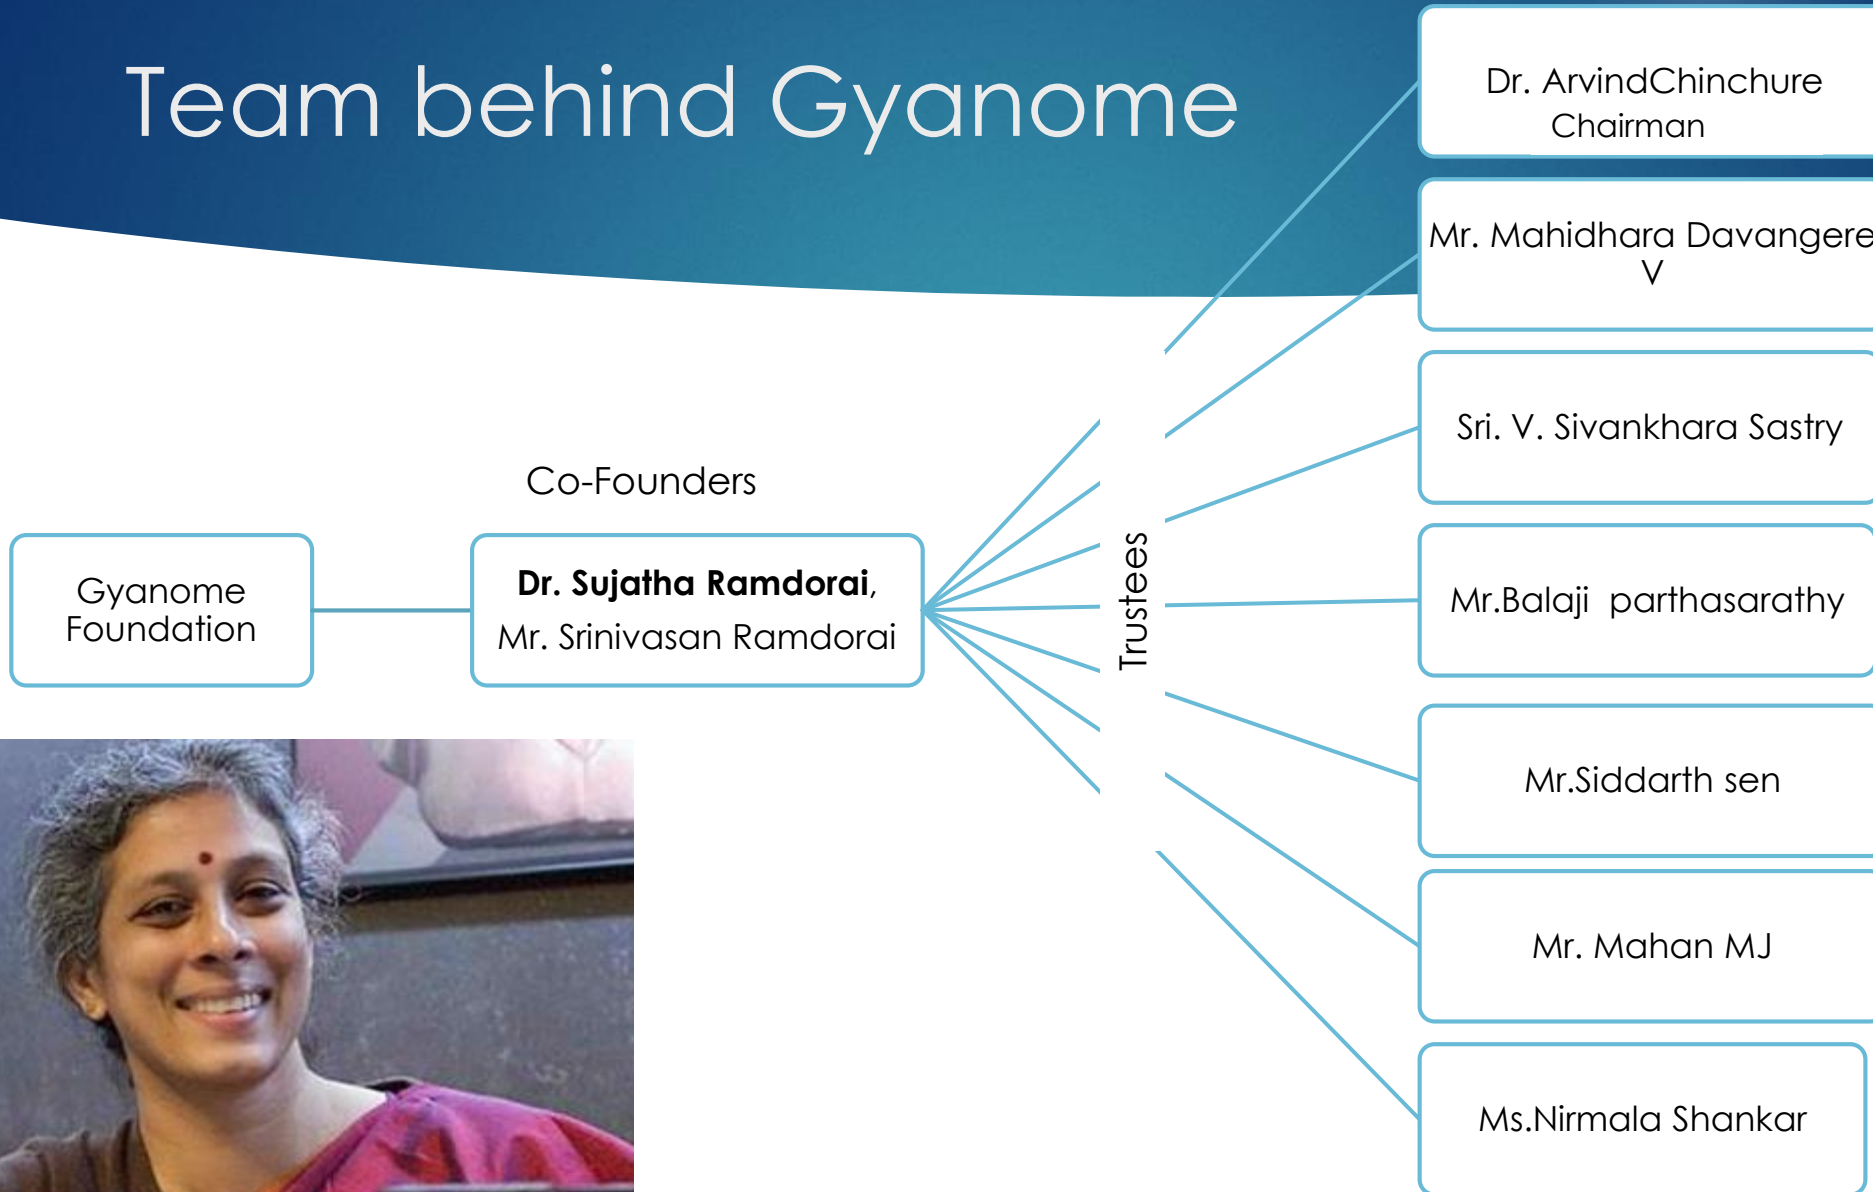 Team behind Gyanome
Dr. ArvindChinchure
Chairman
Mr. Mahidhara Davangere
V
Sri. V. Sivankhara Sastry
Co-Founders
Gyanome
Foundation
Dr. Sujatha Ramdorai,
Mr. Srinivasan Ramdorai
Trustees
Mr.Balaji  parthasarathy
Mr.Siddarth sen
Mr. Mahan MJ
Ms.Nirmala Shankar